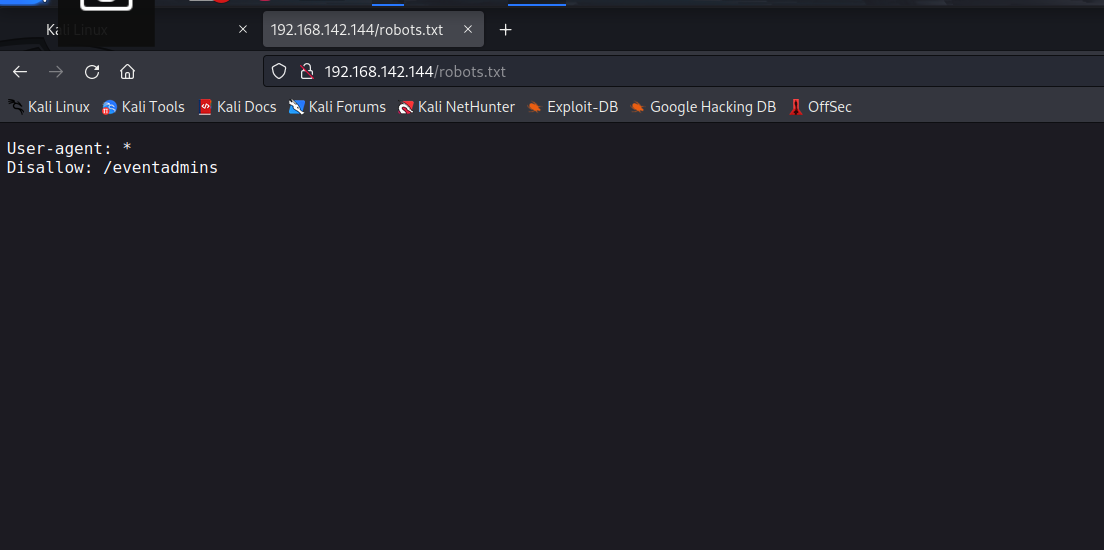 Kali Linux
192.168.142.144/robots.txt
192.168.142.144/robots.txt
Kali Linux Kali Tools Kali Docs Kali Forums Kali NetHunter Exploit-DB Google Hacking DB OffSec
User-agent: *
Disallow: /eventadmins